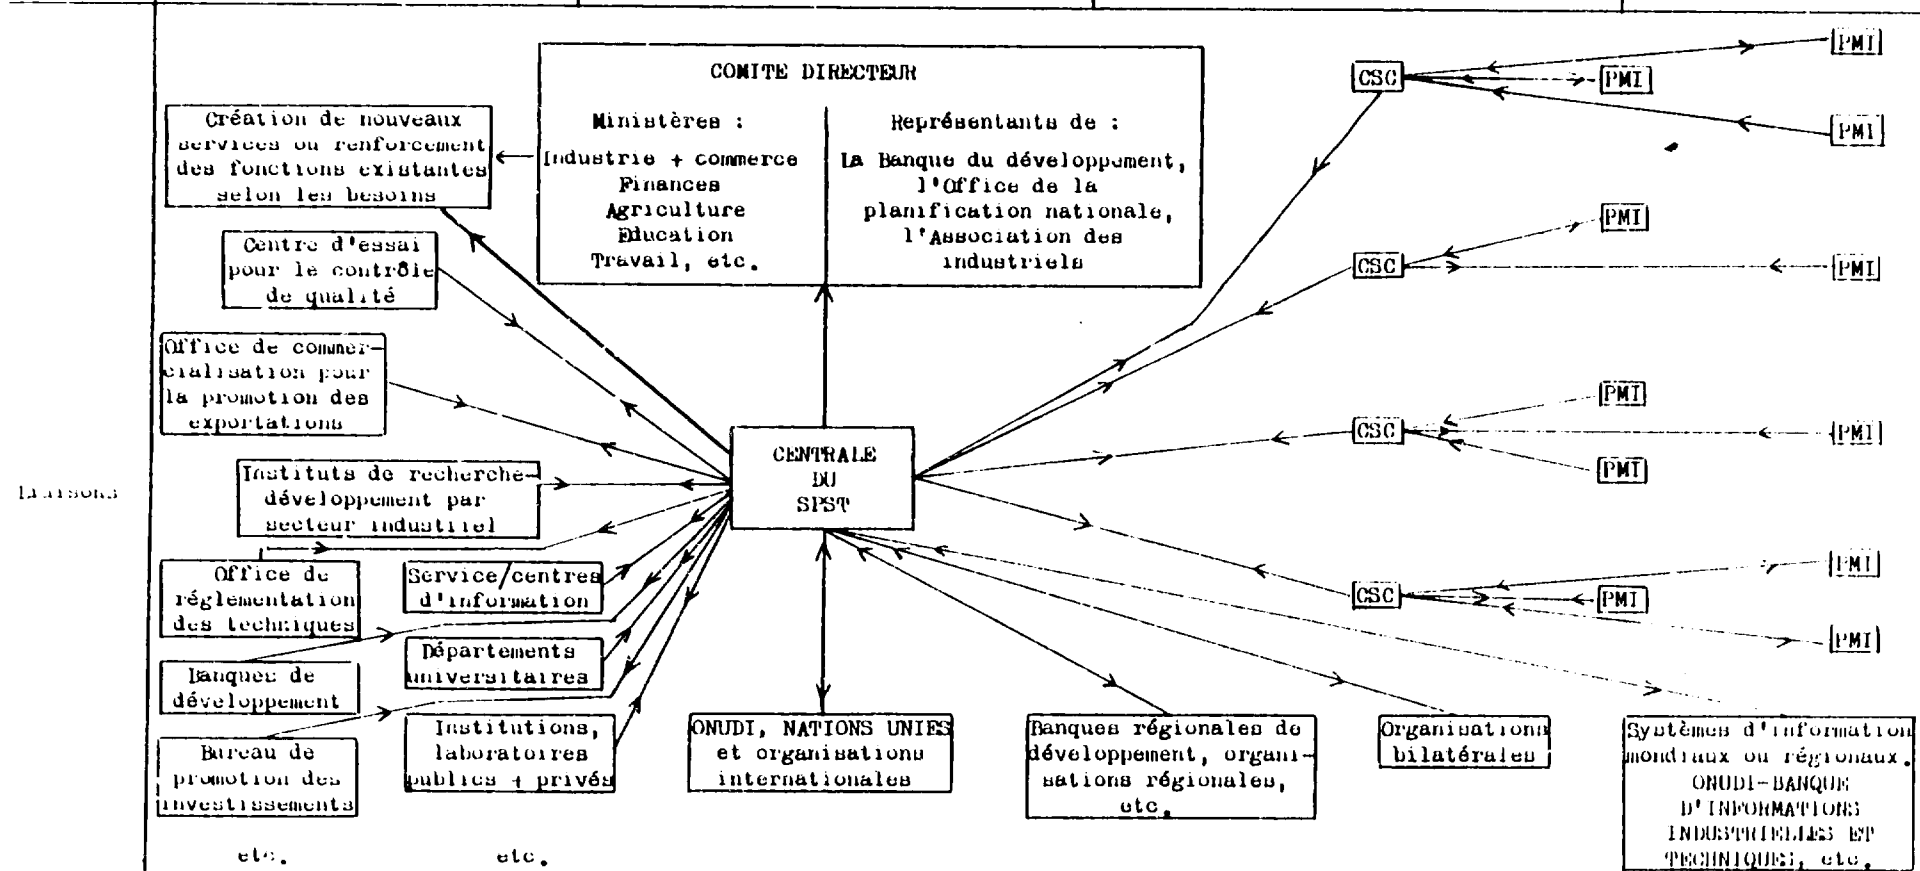 COMITE DIRECTEUR
Ministères :
Industrie + commerce
Finances
Agriculture
Education
Travail, etc.
Représentants de :
La Banque du développement,
l'Office de la
planification nationale,
l'Association des
industriels
Création de nouveaux
services ou renforcement
des fonctions existantes
selon les besoins
Centre d'essai
pour le contrôle
de qualité
Office de commer-
cialisation pour
la promotion des
exportations
Instituts de recherche-
développement par
secteur industriel
Liaisons
Office de
réglementation
des techniques
Service/centres
d'information
Banques de
développement
Départements
universitaires
Bureau de
promotion des
investissements
Institutions,
laboratoires
publics + privés
etc.
etc.
CENTRALE
DU
SPST
ONUDI, NATIONS UNIES
et organisations
internationales
Banques régionales de
développement, organi-
sations régionales,
etc.
Organisations
bilatérales
Systèmes d'information
mondiaux ou régionaux.
ONUDI-BANQUE
D'INFORMATIONS
INDUSTRIELLES ET
TECHNIQUES, etc.
CSC
PMI
PMI
PMI
CSC
PMI
PMI
CSC
PMI
PMI
PMI
CSC
PMI
PMI
PMI